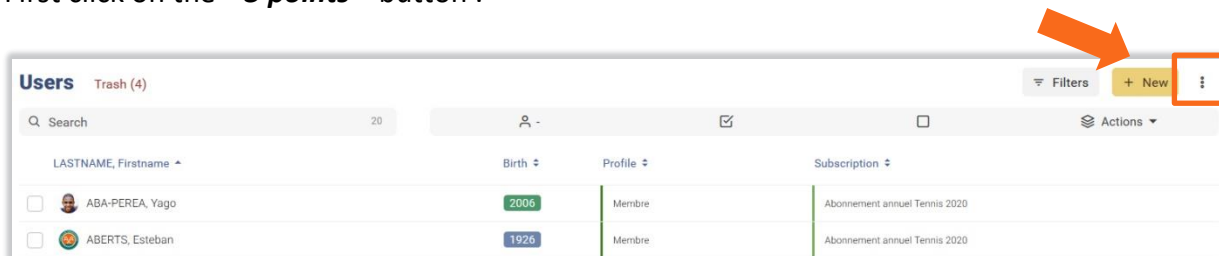 First click on the "3 points" button :
Users Trash (4) Filters + New
Search 20 - Actions
LASTNAME, Firstname Birth Profile Subscription
ABA-PEREA, Yago 2006 Membre Abonnement annuel Tennis 2020
ABERTS, Esteban 1926 Membre Abonnement annuel Tennis 2020